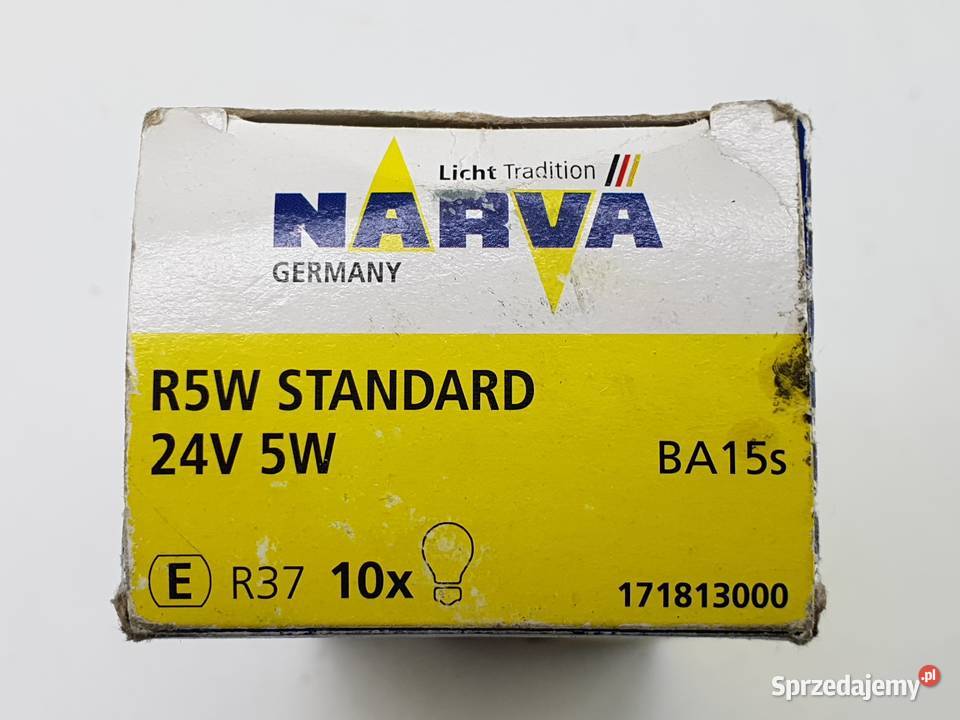 Licht Tradition
NARVA
GERMANY
R5W STANDARD
24V 5W
BA15s
E R37 10x
171813000
Sprzedajemy.pl